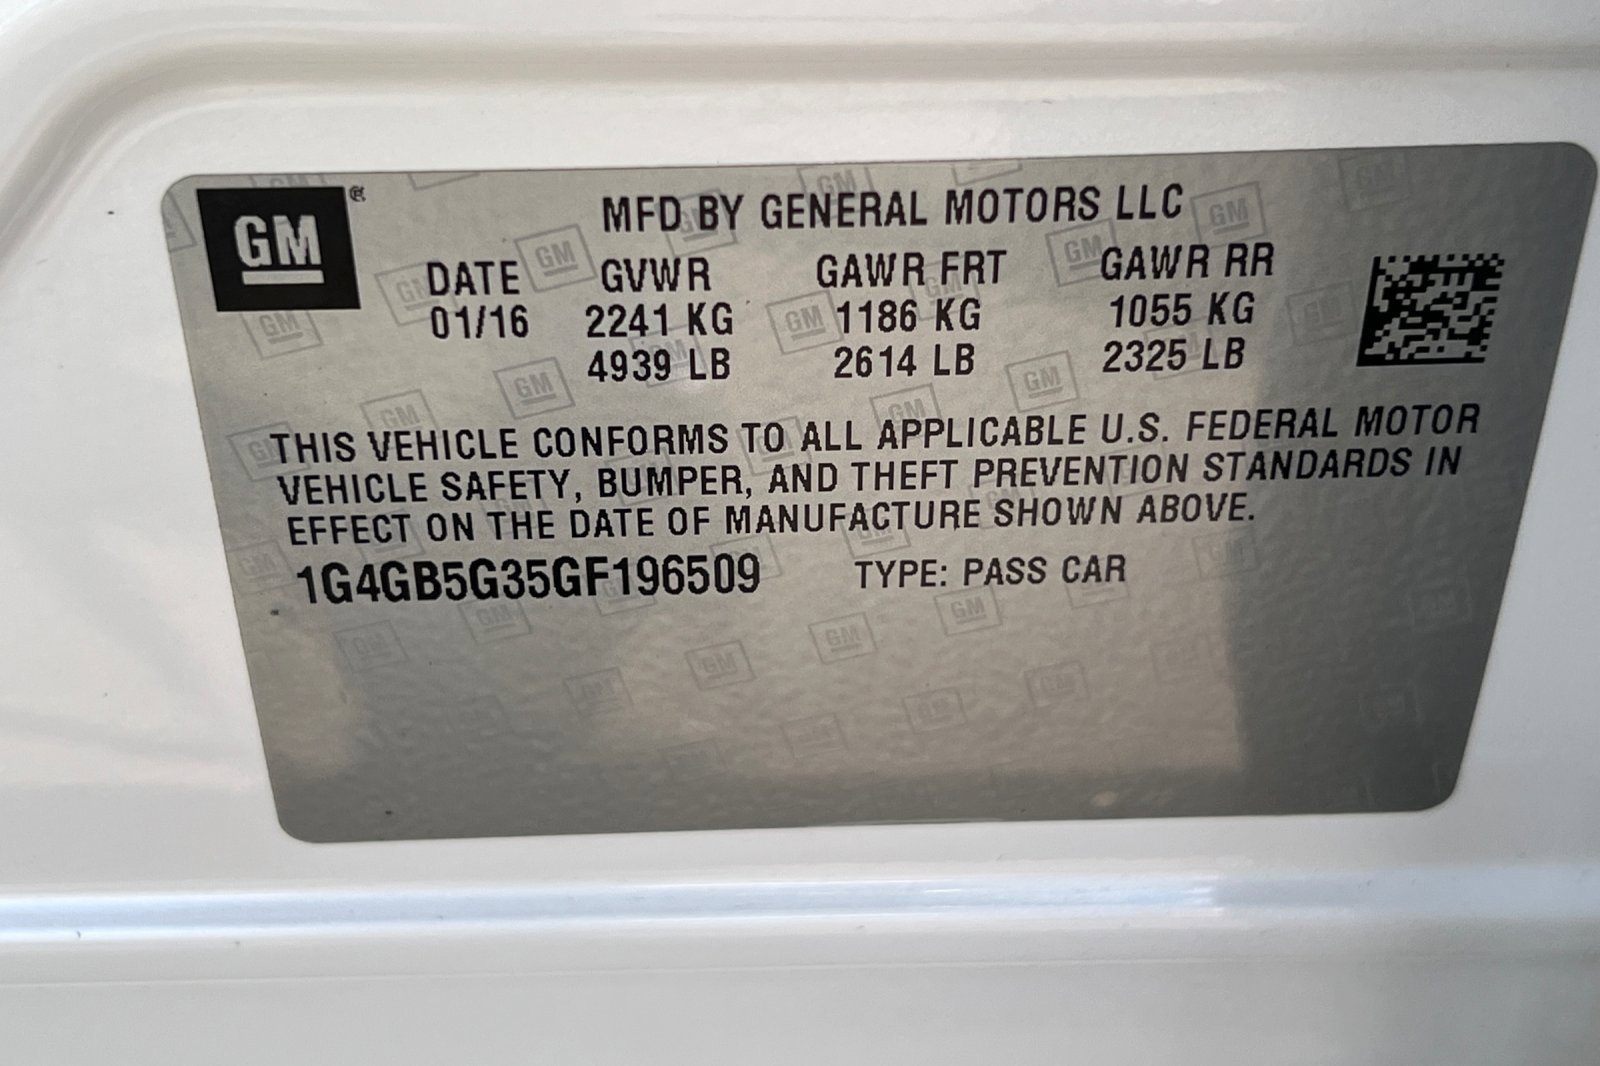 GM ®
MFD BY GENERAL MOTORS LLC
DATE GVWR GAWR FRT GAWR RR
01/16 2241 KG 1186 KG 1055 KG
4939 LB 2614 LB 2325 LB
THIS VEHICLE CONFORMS TO ALL APPLICABLE U.S. FEDERAL MOTOR
VEHICLE SAFETY, BUMPER, AND THEFT PREVENTION STANDARDS IN
EFFECT ON THE DATE OF MANUFACTURE SHOWN ABOVE.
1G4GB5G35GF196509 TYPE: PASS CAR